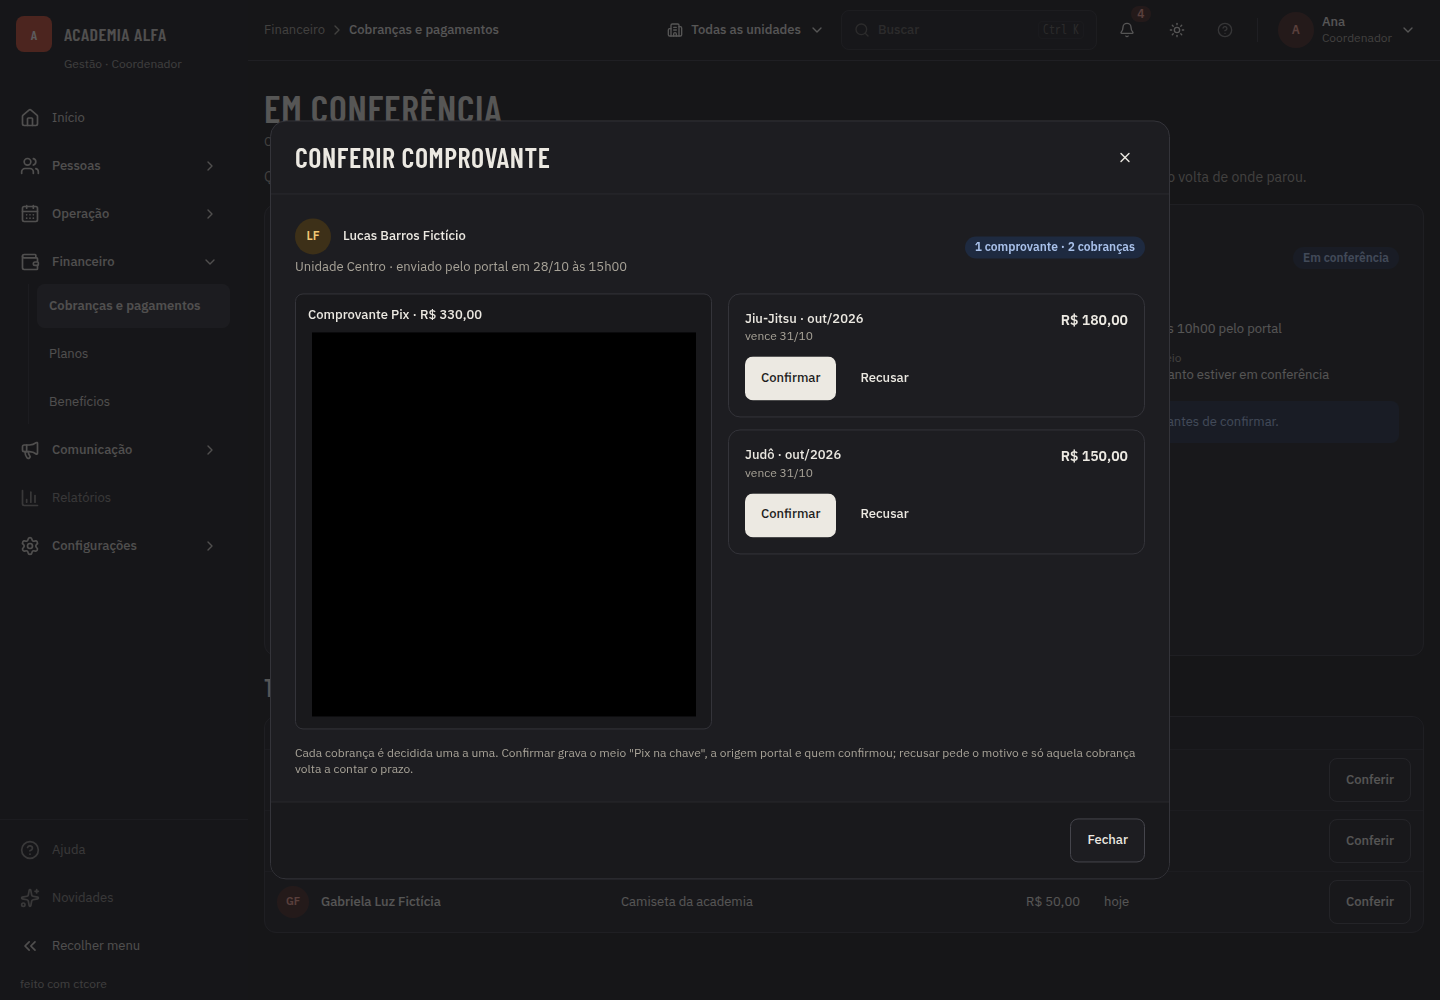 A
ACADEMIA ALFA
Gestão · Coordenador
Início
Pessoas
Operação
Financeiro
Cobranças e pagamentos
Planos
Benefícios
Comunicação
Relatórios
Configurações
Ajuda
Novidades
Recolher menu
feito com ctcore
Financeiro
Cobranças e pagamentos
Todas as unidades
Buscar
Ctrl K
4
A
Ana
Coordenador
EM CONFERÊNCIA
volta de onde parou.
Em conferência
10h00 pelo portal
estiver em conferência
antes de confirmar.
CONFERIR COMPROVANTE
LF
Lucas Barros Fictício
Unidade Centro · enviado pelo portal em 28/10 às 15h00
1 comprovante · 2 cobranças
Comprovante Pix · R$ 330,00
Jiu-Jitsu · out/2026
R$ 180,00
vence 31/10
Confirmar
Recusar
Judô · out/2026
R$ 150,00
vence 31/10
Confirmar
Recusar
Cada cobrança é decidida uma a uma. Confirmar grava o meio "Pix na chave", a origem portal e quem confirmou; recusar pede o motivo e só aquela cobrança
volta a contar o prazo.
Fechar
Conferir
Conferir
GF
Gabriela Luz Fictícia
Camiseta da academia
R$ 50,00
hoje
Conferir